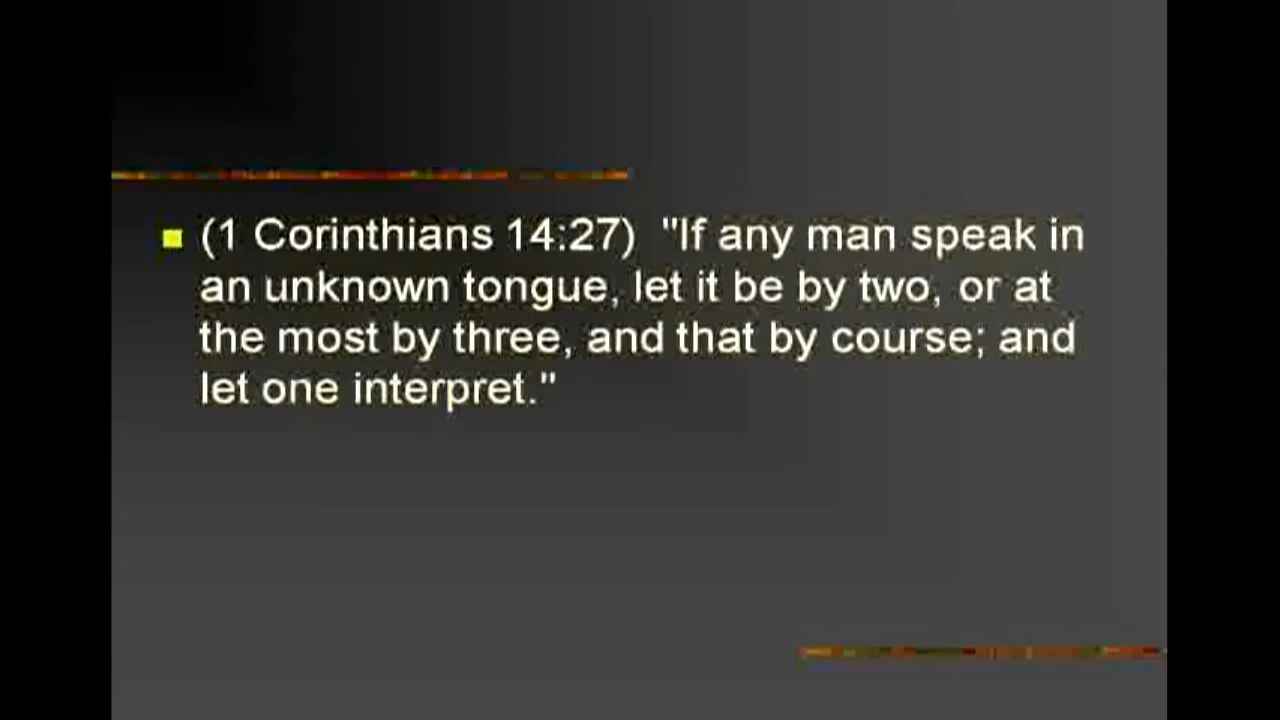 (1 Corinthians 14:27) "If any man speak in
an unknown tongue, let it be by two, or at
the most by three, and that by course; and
let one interpret."